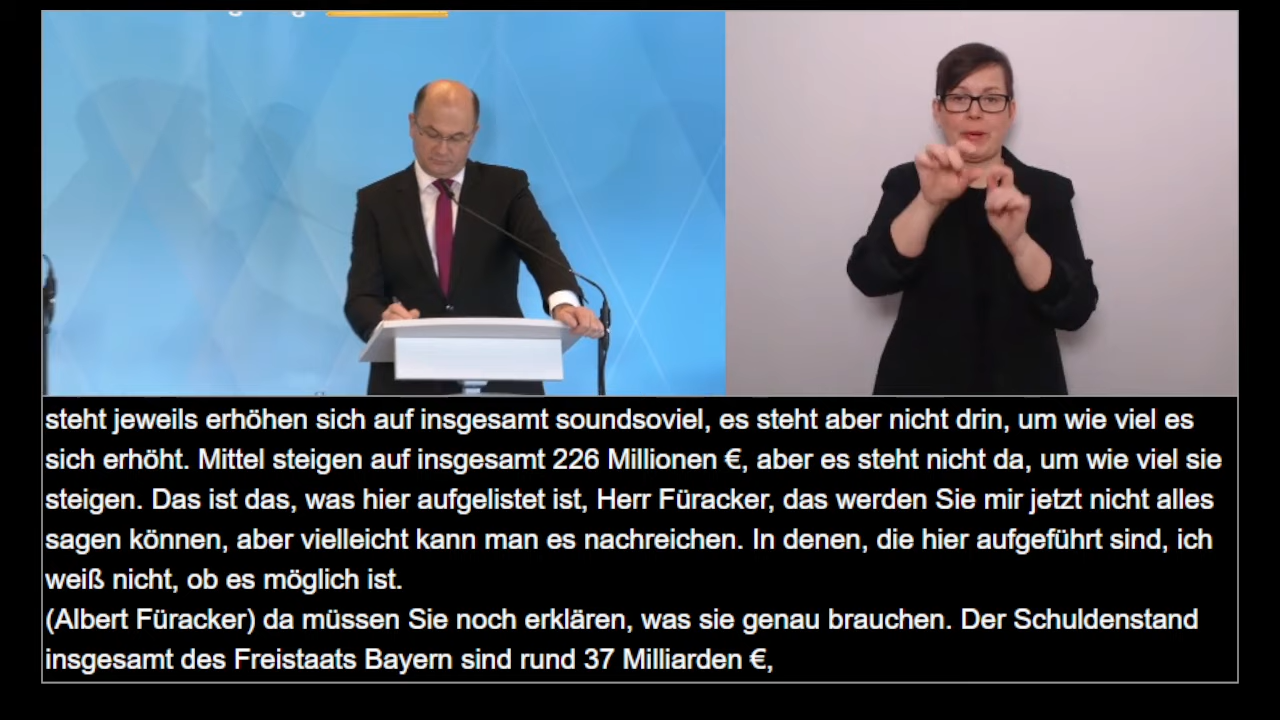 steht jeweils erhöhen sich auf insgesamt soundsoviel, es steht aber nicht drin, um wie viel es
sich erhöht. Mittel steigen auf insgesamt 226 Millionen €, aber es steht nicht da, um wie viel sie
steigen. Das ist das, was hier aufgelistet ist, Herr Füracker, das werden Sie mir jetzt nicht alles
sagen können, aber vielleicht kann man es nachreichen. In denen, die hier aufgeführt sind, ich
weiß nicht, ob es möglich ist.
(Albert Füracker) da müssen Sie noch erklären, was sie genau brauchen. Der Schuldenstand
insgesamt des Freistaats Bayern sind rund 37 Milliarden €,